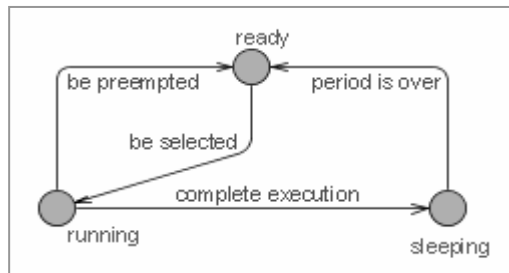 ready
be preempted
period is over
be selected
complete execution
running
sleeping